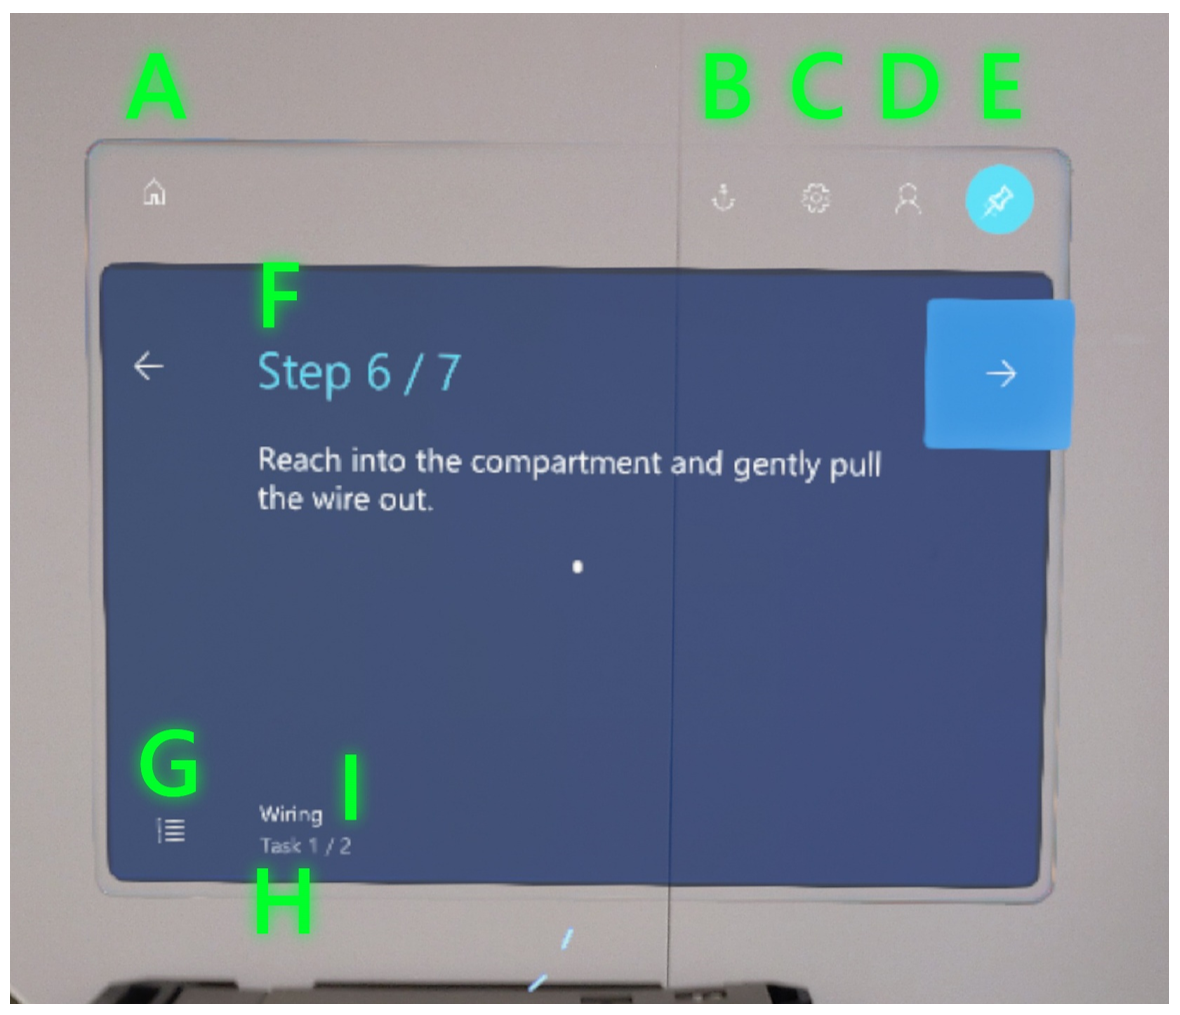 A
B C D E
F
Step 6 / 7
Reach into the compartment and gently pull
the wire out.
G
I
Wiring
Task 1 / 2
H